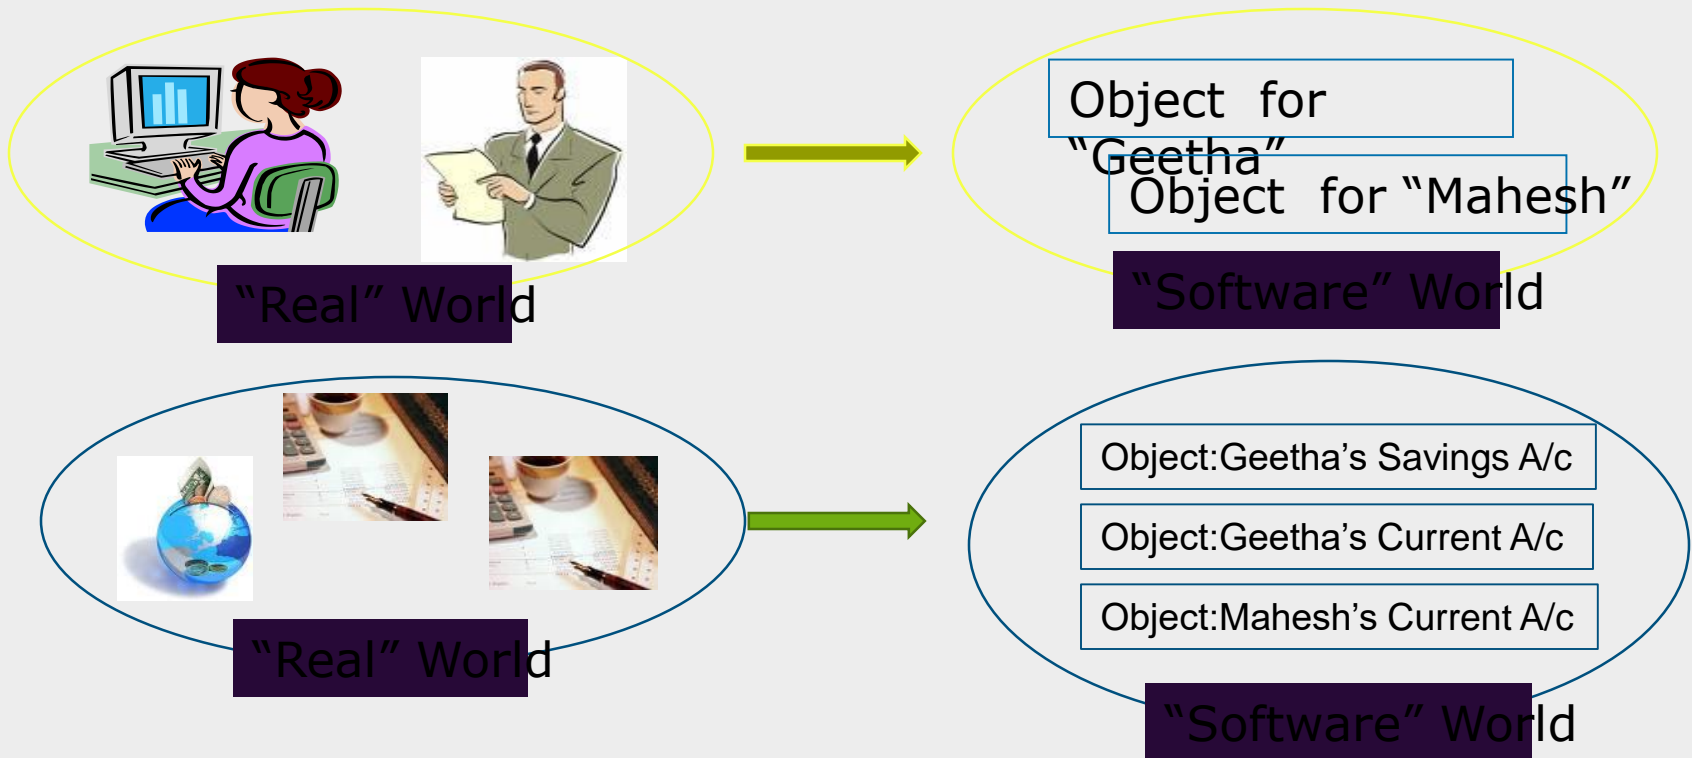 Object for
“Geetha”
Object for “Mahesh”
“Real” World
“Software” World
Object:Geetha’s Savings A/c
Object:Geetha’s Current A/c
Object:Mahesh’s Current A/c
“Real” World
“Software” World